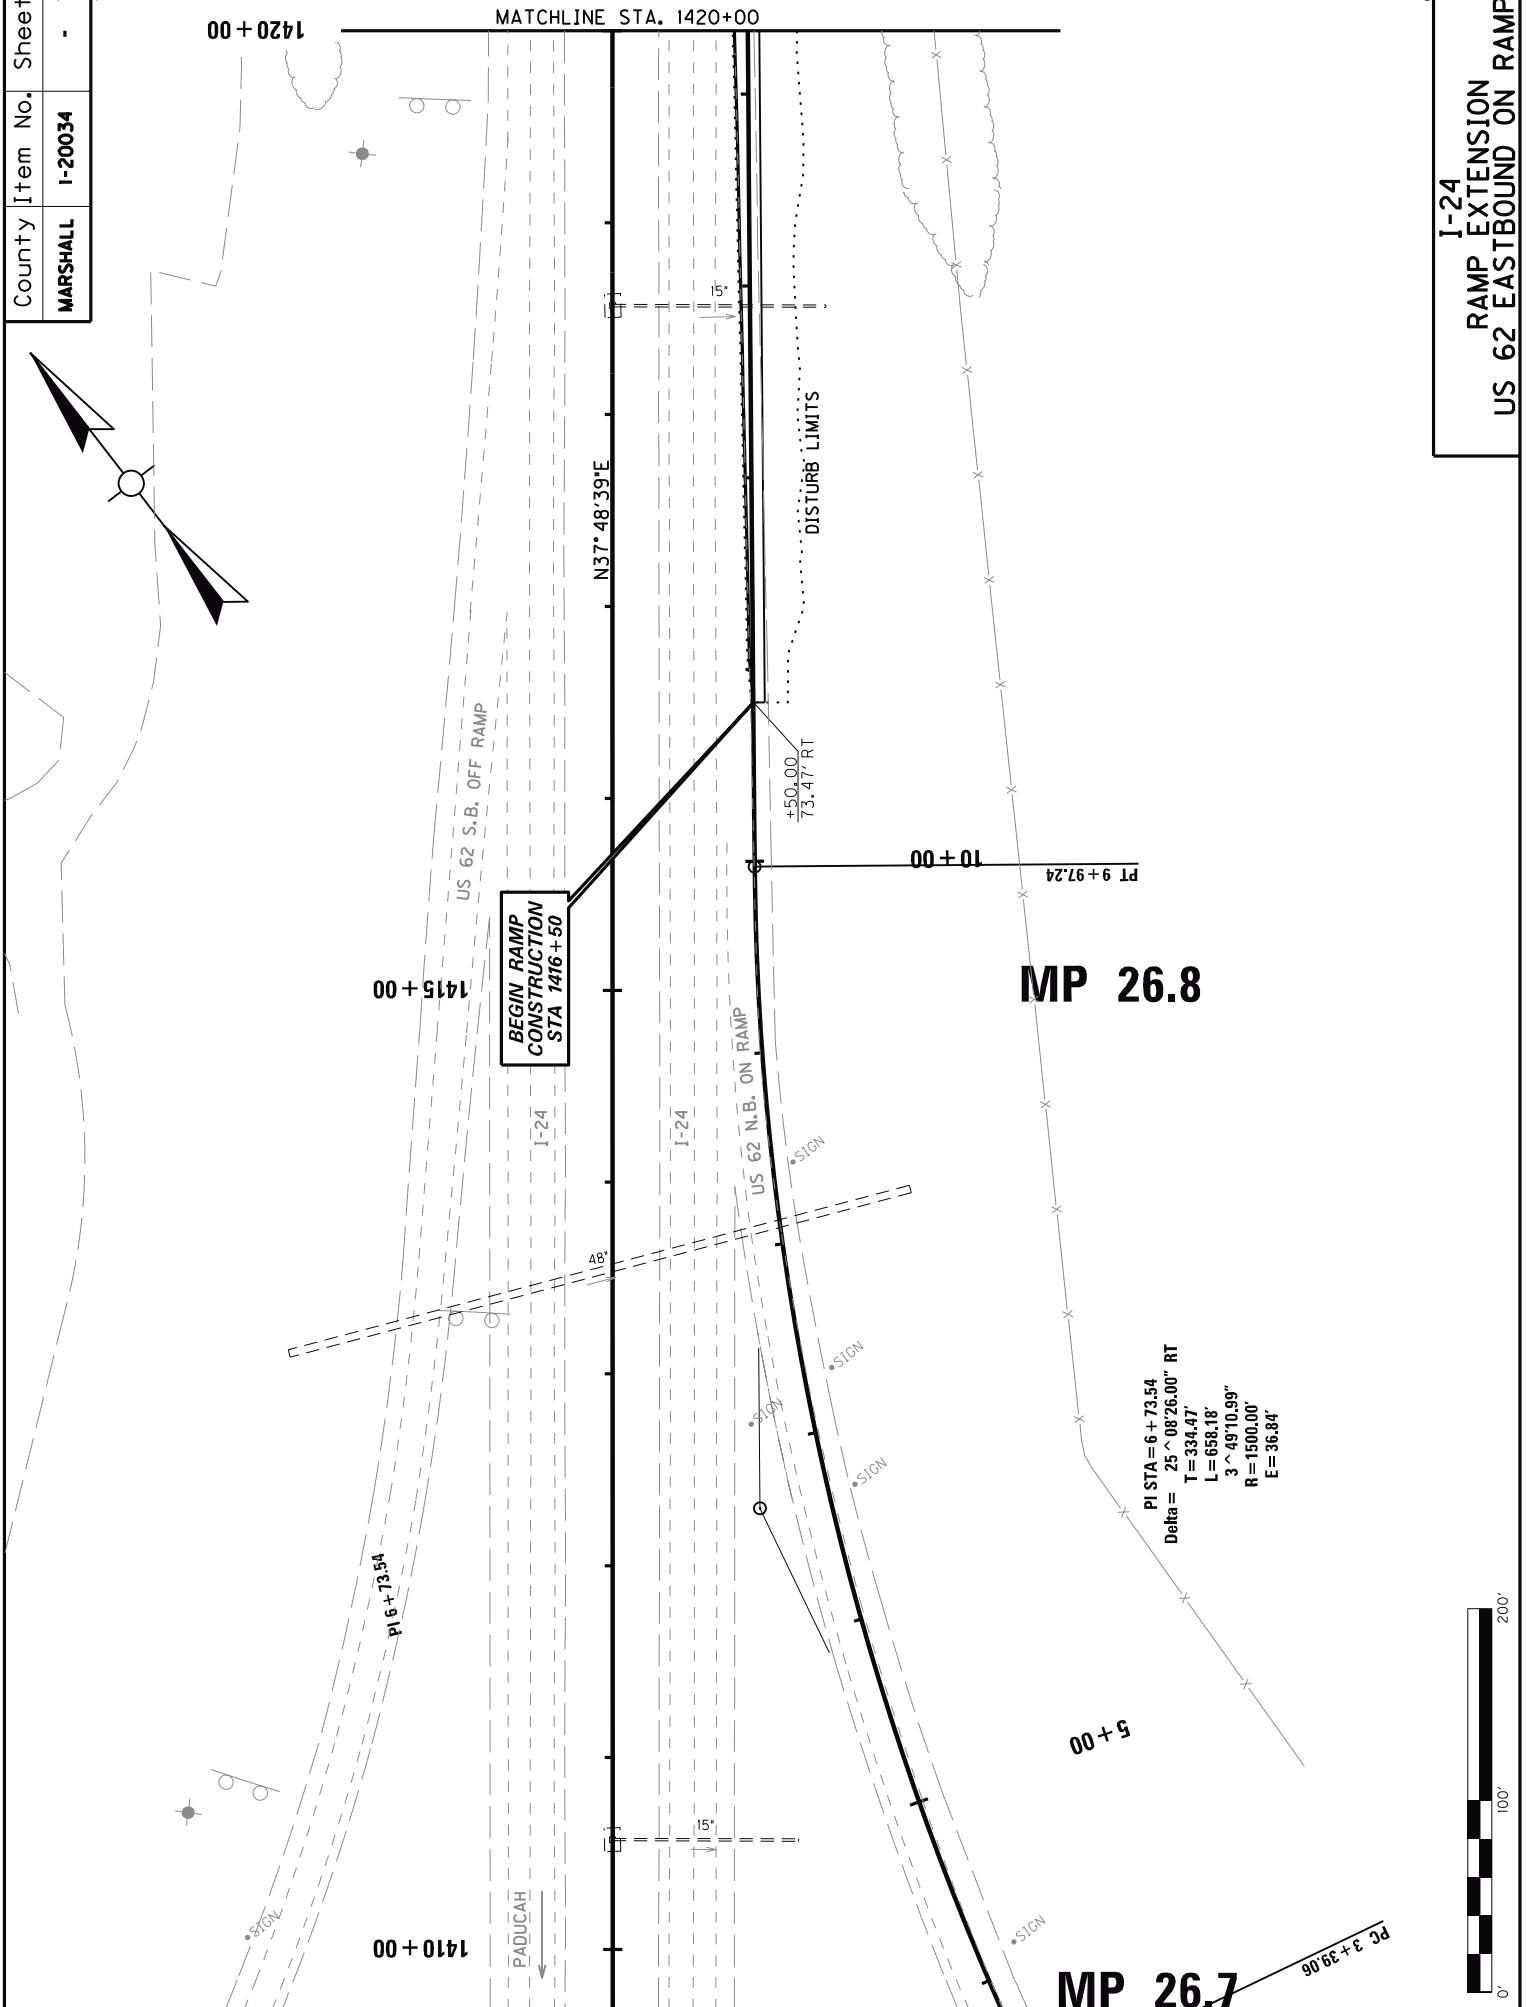 MATCHLINE STA. 1420+00
1420+00
County Item No. Sheet
MARSHALL I-20034 -
I-24
RAMP EXTENSION
US 62 EASTBOUND ON RAMP
15"
DISTURB LIMITS
N37°48'39"E
US 62 S.B. OFF RAMP
+50.00
73.47' RT
10+00
PT 9+97.24
BEGIN RAMP
CONSTRUCTION
STA 1416+50
1415+00
MP 26.8
US 62 N.B. ON RAMP
I-24
I-24
SIGN
48"
SIGN
SIGN
SIGN
PI STA = 6+73.54
Delta = 25^08'26.00" RT
T = 334.47'
L = 658.18'
3^49'10.99"
R = 1500.00'
E = 36.84'
PI 6+73.54
5+00
15"
200'
100'
0'
SIGN
PADUCAH
1410+00
SIGN
PC 3+39.06
MP 26.7